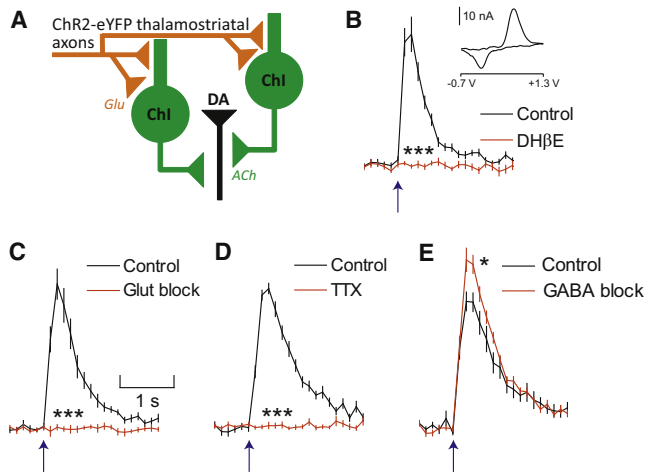 A
ChR2-eYFP thalamostriatal
axons
Glu
ChI
ChI
DA
ACh
B
10 nA
-0.7 V
+1.3 V
Control
DHβE
***
C
Control
Glut block
1 s
***
D
Control
TTX
***
E
*
Control
GABA block